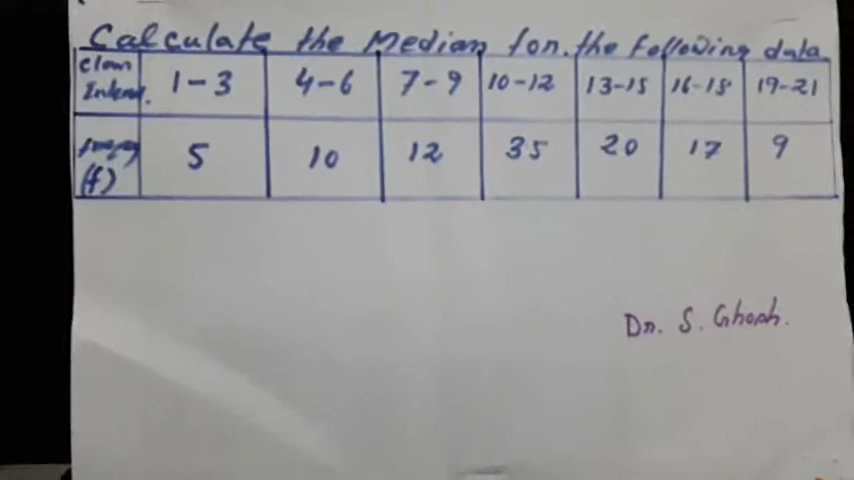 Calculate the Median for. the following data
Class 1-3 4-6 7-9 10-12 13-15 16-18 19-21
5 10 12 35 20 17 9
(f)
Dr. S. Ghosh.